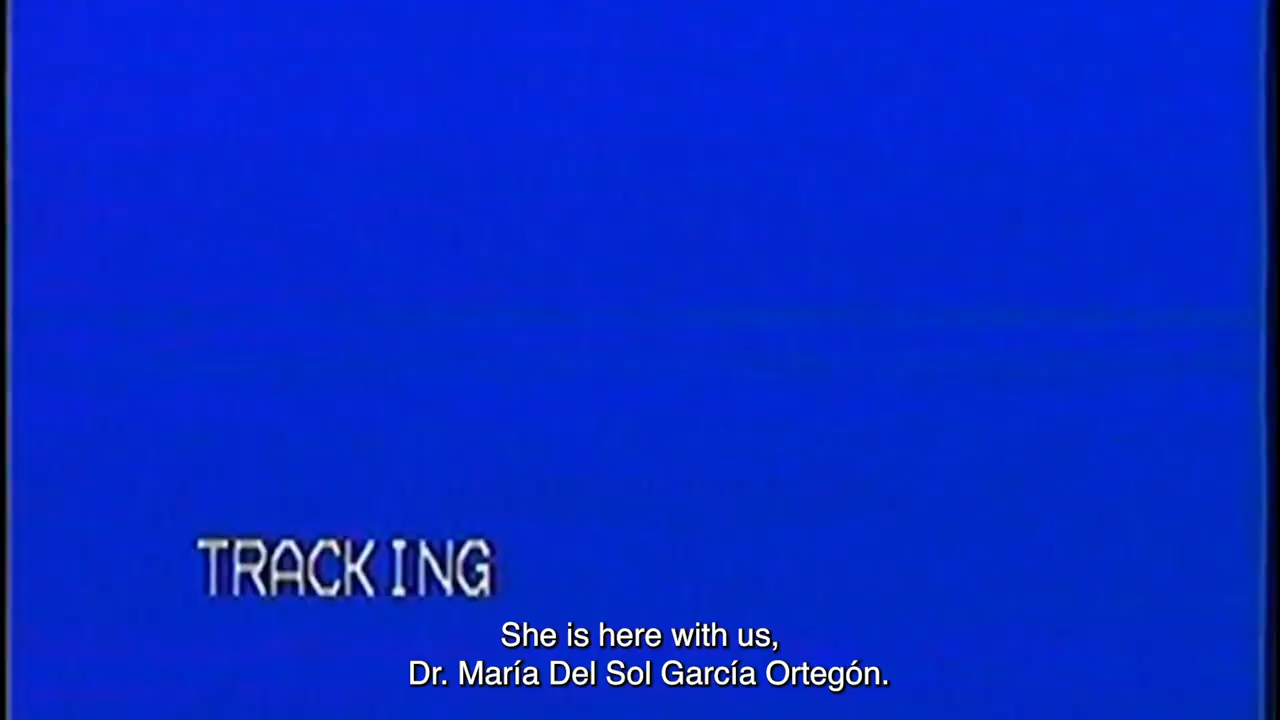 TRACKING
She is here with us,
Dr. María Del Sol García Ortegón.